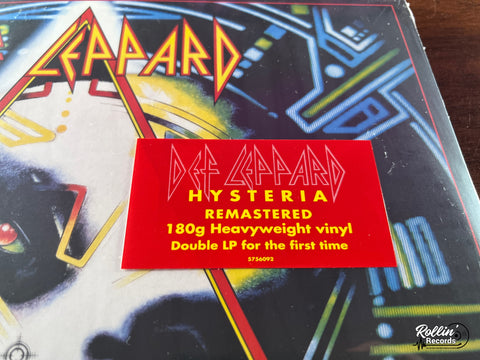 LEPPARD
DEF LEPPARD
HYSTERIA
REMASTERED
180g Heavyweight vinyl
Double LP for the first time
5756092
Rollin'
Records